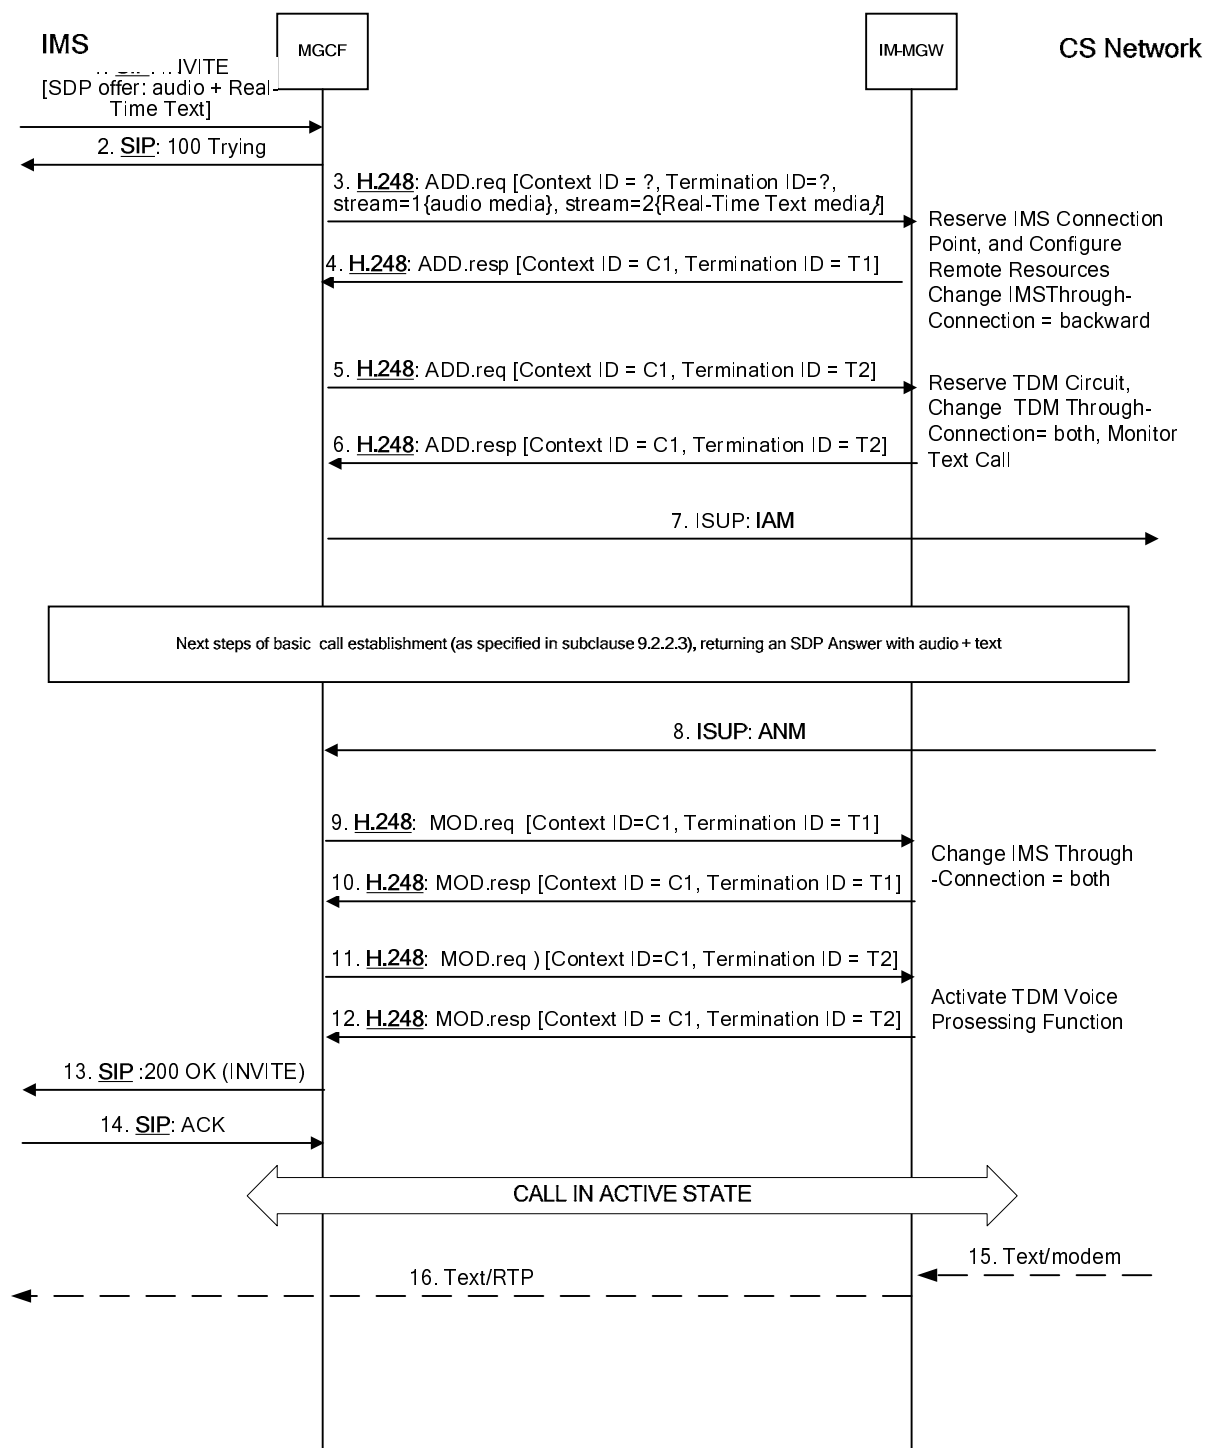 IMS
MGCF
IM-MGW
CS Network
INVITE
[SDP offer: audio + Real-
Time Text]
2. SIP: 100 Trying
3. H.248: ADD.req [Context ID = ?, Termination ID=?,
stream=1{audio media}, stream=2{Real-Time Text media}]
Reserve IMS Connection
Point, and Configure
Remote Resources
Change IMSThrough-
Connection = backward
4. H.248: ADD.resp [Context ID = C1, Termination ID = T1]
5. H.248: ADD.req [Context ID = C1, Termination ID = T2]
Reserve TDM Circuit,
Change TDM Through-
Connection= both, Monitor
Text Call
6. H.248: ADD.resp [Context ID = C1, Termination ID = T2]
7. ISUP: IAM
Next steps of basic call establishment (as specified in subclause 9.2.2.3), returning an SDP Answer with audio + text
8. ISUP: ANM
9. H.248: MOD.req [Context ID=C1, Termination ID = T1]
Change IMS Through
-Connection = both
10. H.248: MOD.resp [Context ID = C1, Termination ID = T1]
11. H.248: MOD.req ) [Context ID=C1, Termination ID = T2]
Activate TDM Voice
Prosessing Function
12. H.248: MOD.resp [Context ID = C1, Termination ID = T2]
13. SIP :200 OK (INVITE)
14. SIP: ACK
CALL IN ACTIVE STATE
15. Text/modem
16. Text/RTP